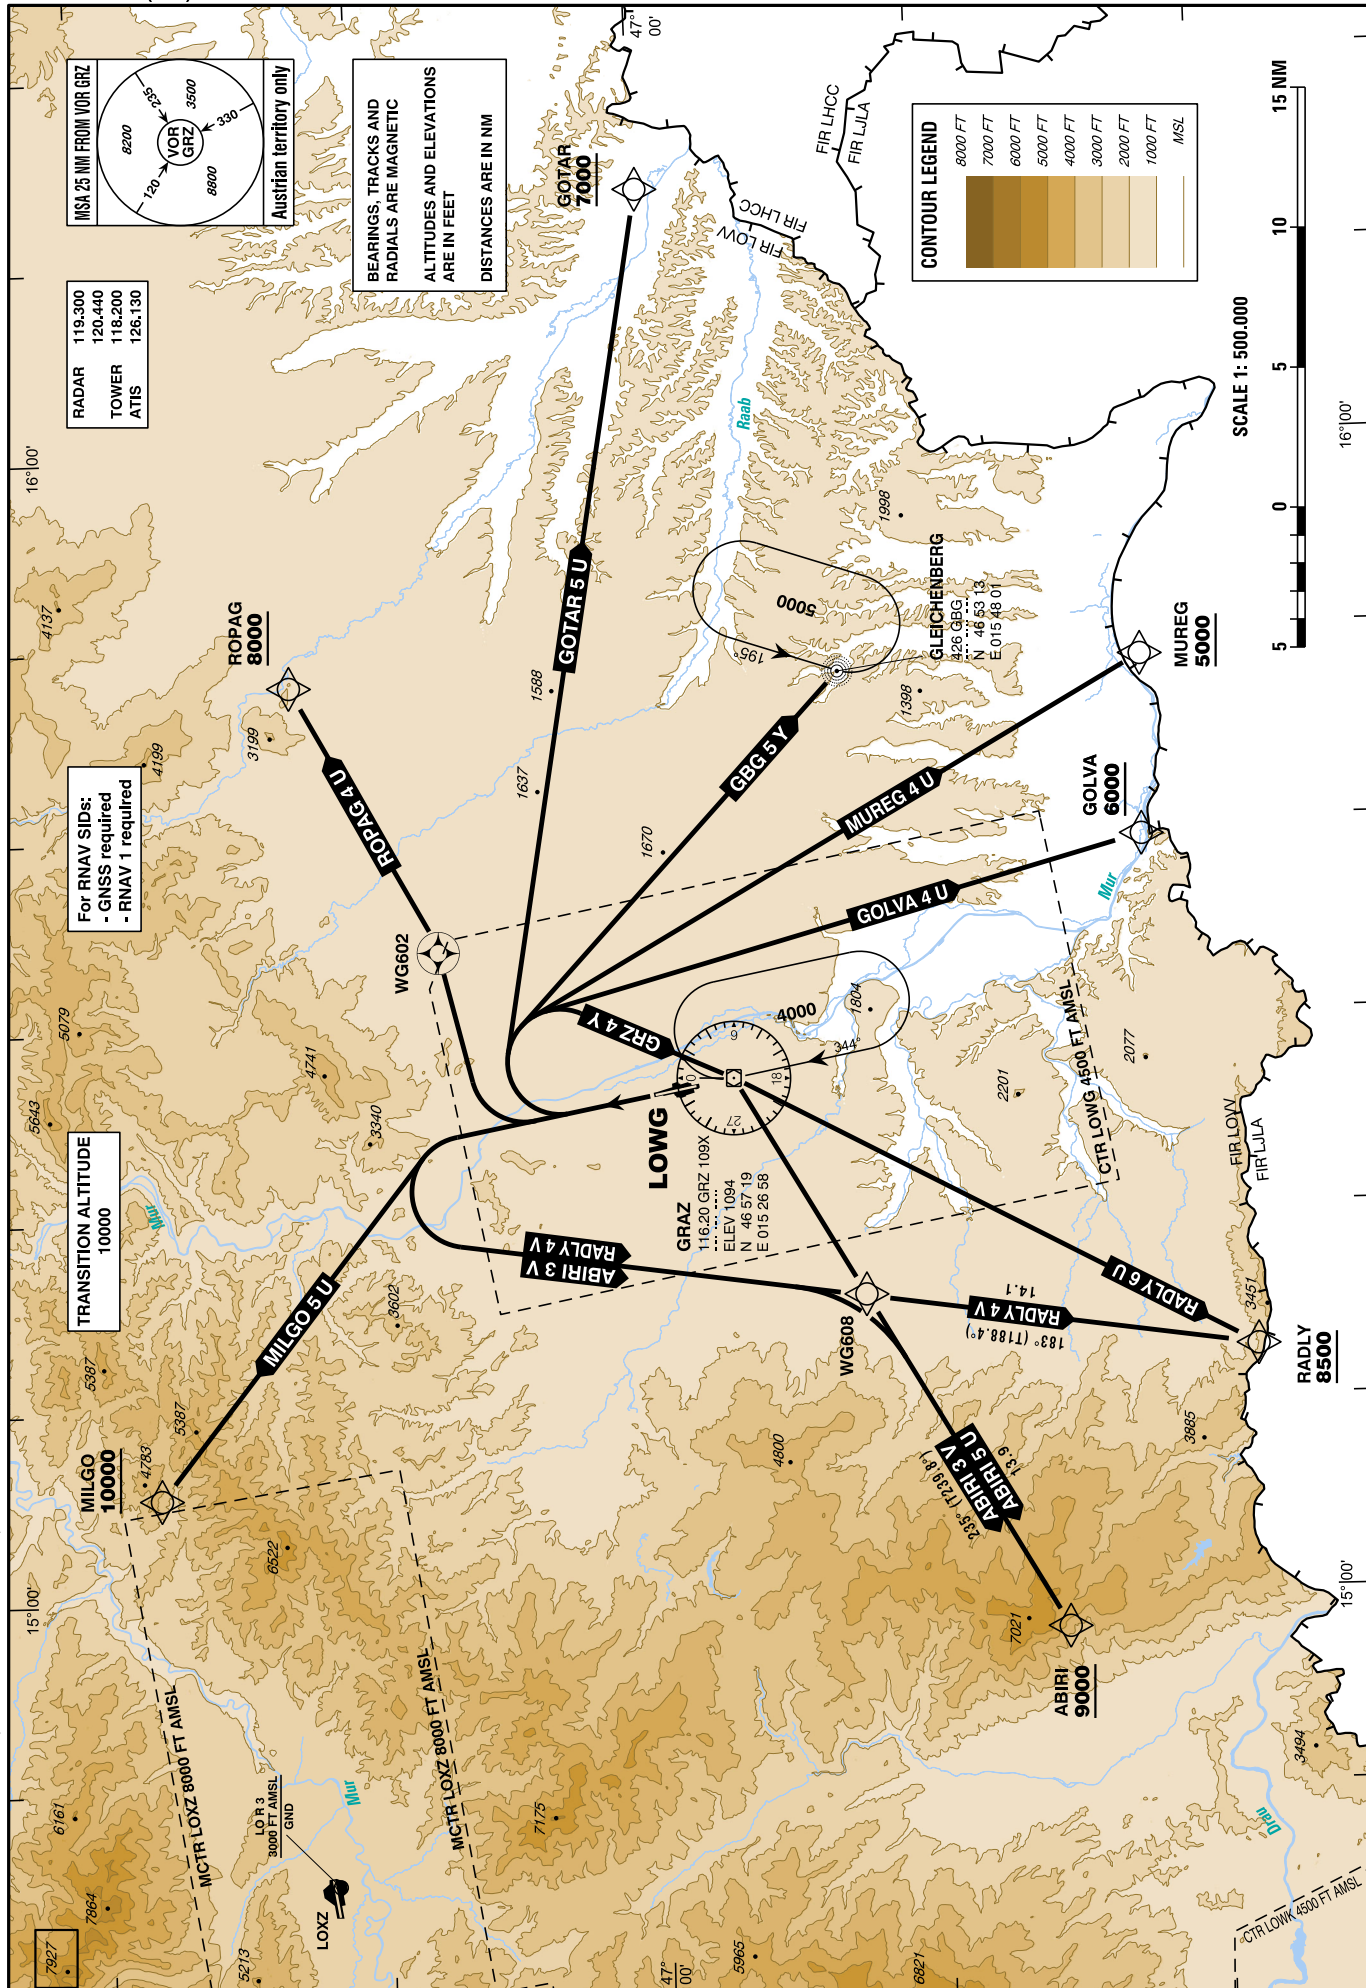 MSA 25 NM FROM VOR GRZ
8200
235
3500
120
VOR
GRZ
330
8800
Austrian territory only
RADAR 119.300
120.440
TOWER 118.200
ATIS 126.130
BEARINGS, TRACKS AND
RADIALS ARE MAGNETIC
ALTITUDES AND ELEVATIONS
ARE IN FEET
DISTANCES ARE IN NM
For RNAV SIDs:
- GNSS required
- RNAV 1 required
TRANSITION ALTITUDE
10000
CONTOUR LEGEND
8000 FT
7000 FT
6000 FT
5000 FT
4000 FT
3000 FT
2000 FT
1000 FT
MSL
SCALE 1: 500.000
5
0
5
10
15 NM
47°
00'
16°00'
15°00'
47°
00'
16°00'
15°00'
GOTAR
7000
ROPAG
8000
MILGO
10000
GOLVA
6000
MUREG
5000
RADLY
8500
ABIRI
9000
WG602
WG608
LOWG
GRAZ
116.20 GRZ 109X
ELEV 1094
N 46 57 19
E 015 26 58
GLEICHENBERG
426 GBG
N 46 53 13
E 015 48 01
MILGO 5 U
ROPAG 4 U
GOTAR 5 U
GBG 5 Y
MUREG 4 U
GOLVA 4 U
GRZ 4 Y
RADLY 4 V
ABIRI 3 V
RADLY 4 V
14.1
183° (T188.4°)
RADLY 6 U
235° (T239.8°)
ABIRI 3 V
ABIRI 5 U
13.9
195°
5000
344°
4000
0
9
18
27
CTR LOWG 4500 FT AMSL
MCTR LOXZ 8000 FT AMSL
MCTR LOXZ 8000 FT AMSL
CTR LOWK 4500 FT AMSL
LO R 3
3000 FT AMSL
GND
LOXZ
FIR LHCC
FIR LJLA
FIR LOVV
FIR LHCC
FIR LOVV
FIR LJLA
Mur
Mur
Mur
Raab
Drau
4137
4199
3199
5079
4741
5643
3340
5387
5387
4783
3602
6522
6161
7864
7927
5213
7175
5965
6821
4800
7021
3885
3451
3494
2201
2077
1804
1998
1398
1588
1637
1670